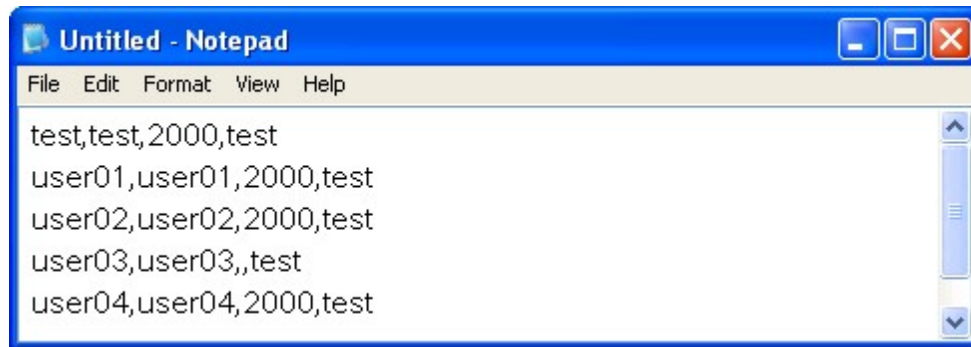 Untitled - Notepad
File Edit Format View Help
test,test,2000,test
user01,user01,2000,test
user02,user02,2000,test
user03,user03,,test
user04,user04,2000,test